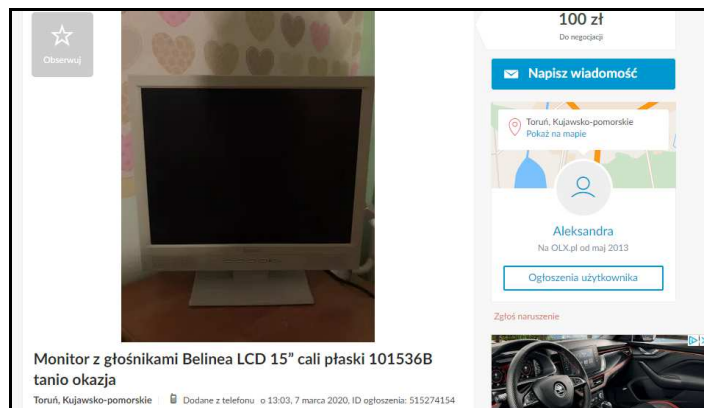 Obserwuj
100 zł
Do negocjacji
Napisz wiadomość
Toruń, Kujawsko-pomorskie
Pokaż na mapie
Aleksandra
Na OLX.pl od maj 2013
Ogłoszenia użytkownika
Zgłoś naruszenie
Monitor z głośnikami Belinea LCD 15” cali płaski 101536B
tanio okazja
Toruń, Kujawsko-pomorskie Dodane z telefonu o 13:03, 7 marca 2020, ID ogłoszenia: 515274154